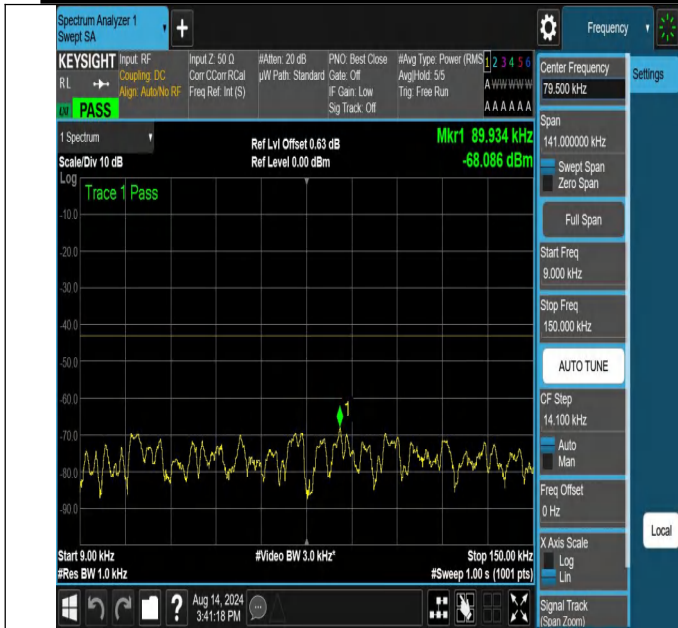 Spectrum Analyzer 1
Swept SA
+
Frequency
KEYSIGHT
RL
PASS
Input: RF
Coupling: DC
Align: Auto/No RF
Input Z: 50 Ω
Corr CCorr RCal
Freq Ref: Int (S)
#Atten: 20 dB
µW Path: Standard
PNO: Best Close
Gate: Off
IF Gain: Low
Sig Track: Off
#Avg Type: Power (RMS
Avg|Hold: 5/5
Trig: Free Run
1 2 3 4 5 6
A W W W W W
A A A A A A
1 Spectrum
Scale/Div 10 dB
Log
Ref Lvl Offset 0.63 dB
Ref Level 0.00 dBm
Mkr1 89.934 kHz
-68.086 dBm
Trace 1 Pass
-10.0
-20.0
-30.0
-40.0
-50.0
-60.0
-70.0
-80.0
-90.0
1
Start 9.00 kHz
#Res BW 1.0 kHz
#Video BW 3.0 kHz*
Stop 150.00 kHz
#Sweep 1.00 s (1001 pts)
Center Frequency
79.500 kHz
Settings
Span
141.000000 kHz
Swept Span
Zero Span
Full Span
Start Freq
9.000 kHz
Stop Freq
150.000 kHz
AUTO TUNE
CF Step
14.100 kHz
Auto
Man
Freq Offset
0 Hz
X Axis Scale
Log
Lin
Local
Signal Track
(Span Zoom)
?
Aug 14, 2024
3:41:18 PM